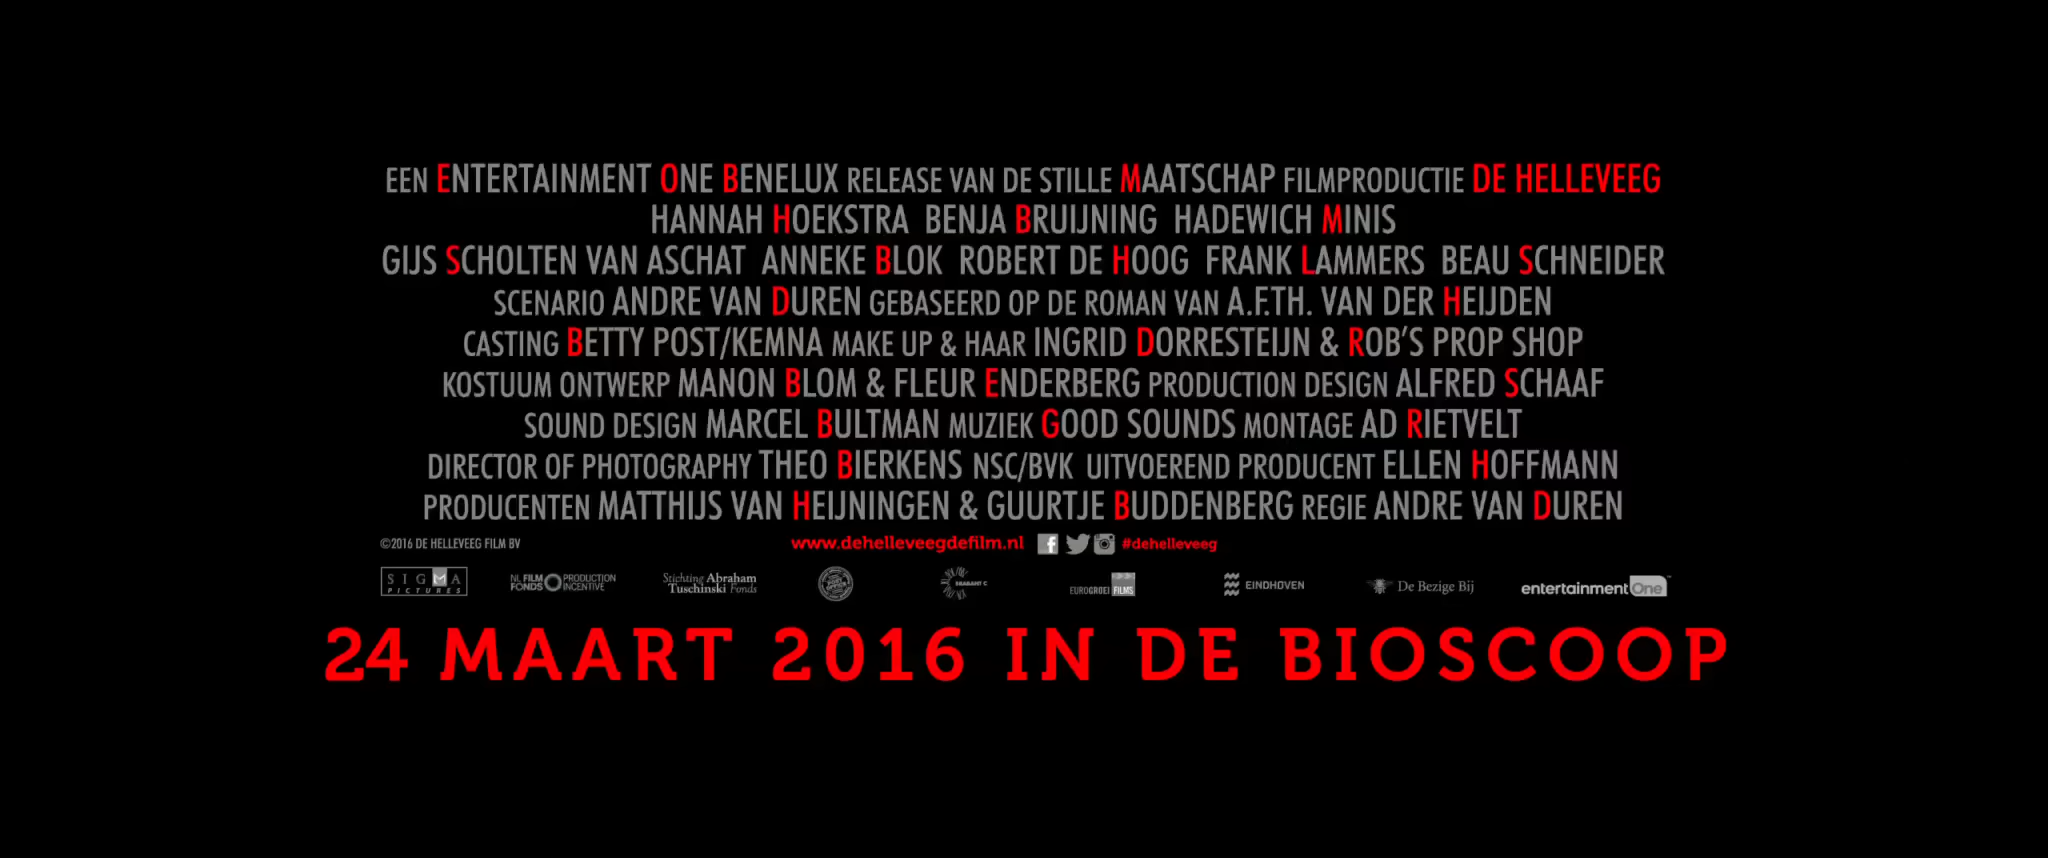 EEN ENTERTAINMENT ONE BENELUX RELEASE VAN DE STILLE MAATSCHAP FILMPRODUCTIE DE HELLEVEEG
HANNAH HOEKSTRA BENJA BRUIJNING HADEWICH MINIS
GIJS SCHOLTEN VAN ASCHAT ANNEKE BLOK ROBERT DE HOOG FRANK LAMMERS BEAU SCHNEIDER
SCENARIO ANDRE VAN DUREN GEBASEERD OP DE ROMAN VAN A.F.TH. VAN DER HEIJDEN
CASTING BETTY POST/KEMNA MAKE UP & HAAR INGRID DORRESTEIJN & ROB'S PROP SHOP
KOSTUUM ONTWERP MANON BLOM & FLEUR ENDERBERG PRODUCTION DESIGN ALFRED SCHAAF
SOUND DESIGN MARCEL BULTMAN MUZIEK GOOD SOUNDS MONTAGE AD RIETVELT
DIRECTOR OF PHOTOGRAPHY THEO BIERKENS NSC/BVK UITVOEREND PRODUCENT ELLEN HOFFMANN
PRODUCENTEN MATTHIJS VAN HEIJNINGEN & GUURTJE BUDDENBERG REGIE ANDRE VAN DUREN
©2016 DE HELLEVEEG FILM BV www.dehelleveegdefilm.nl #dehelleveeg
SIGMA PICTURES
NL FILM FONDS PRODUCTION INCENTIVE
Stichting Abraham Tuschinski Fonds
BRABANT C
EUROGROEI FILMS
EINDHOVEN
De Bezige Bij
entertainment One
24 MAART 2016 IN DE BIOSCOOP